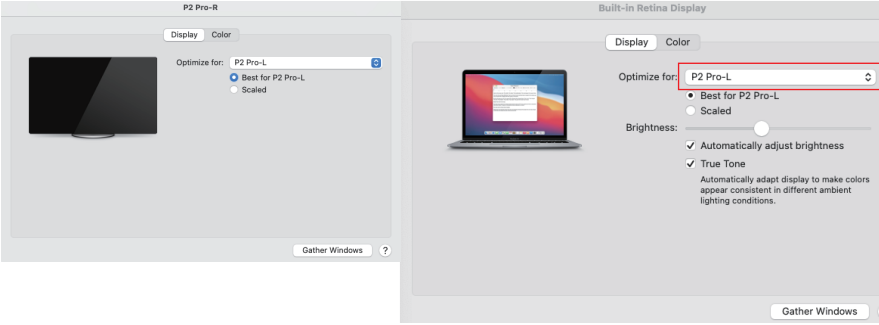 P2 Pro-R
Display Color
Optimize for: P2 Pro-L
Best for P2 Pro-L
Scaled
Gather Windows ?
Built-in Retina Display
Display Color
Optimize for: P2 Pro-L
Best for P2 Pro-L
Scaled
Brightness:
Automatically adjust brightness
True Tone
Automatically adapt display to make colors
appear consistent in different ambient
lighting conditions.
Gather Windows